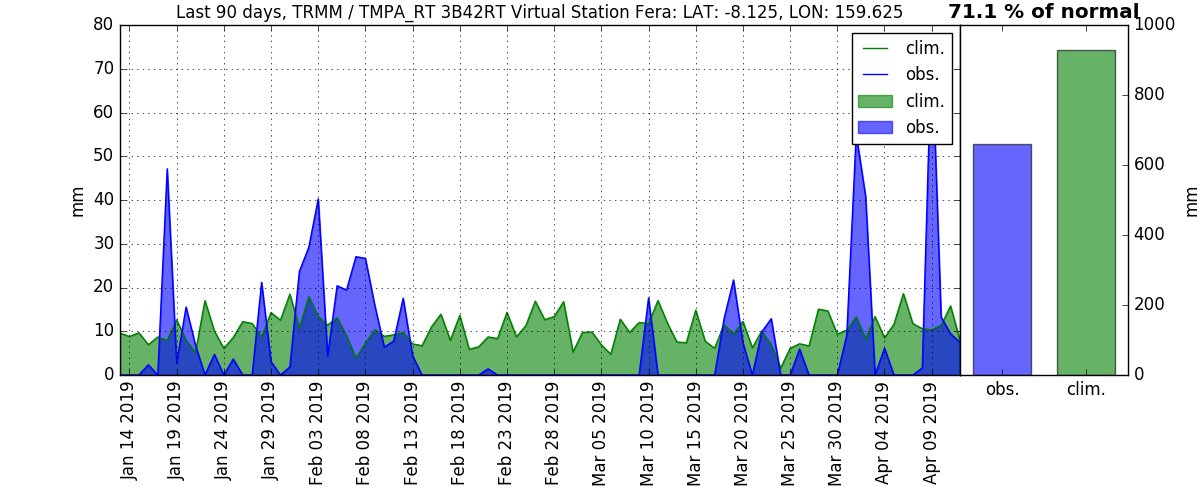 Last 90 days, TRMM / TMPA_RT 3B42RT Virtual Station Fera: LAT: -8.125, LON: 159.625
71.1 % of normal
80
70
60
50
40
30
20
10
0
mm
clim.
obs.
clim.
obs.
1000
800
600
400
200
0
mm
obs.
clim.
Jan 14 2019
Jan 19 2019
Jan 24 2019
Jan 29 2019
Feb 03 2019
Feb 08 2019
Feb 13 2019
Feb 18 2019
Feb 23 2019
Feb 28 2019
Mar 05 2019
Mar 10 2019
Mar 15 2019
Mar 20 2019
Mar 25 2019
Mar 30 2019
Apr 04 2019
Apr 09 2019